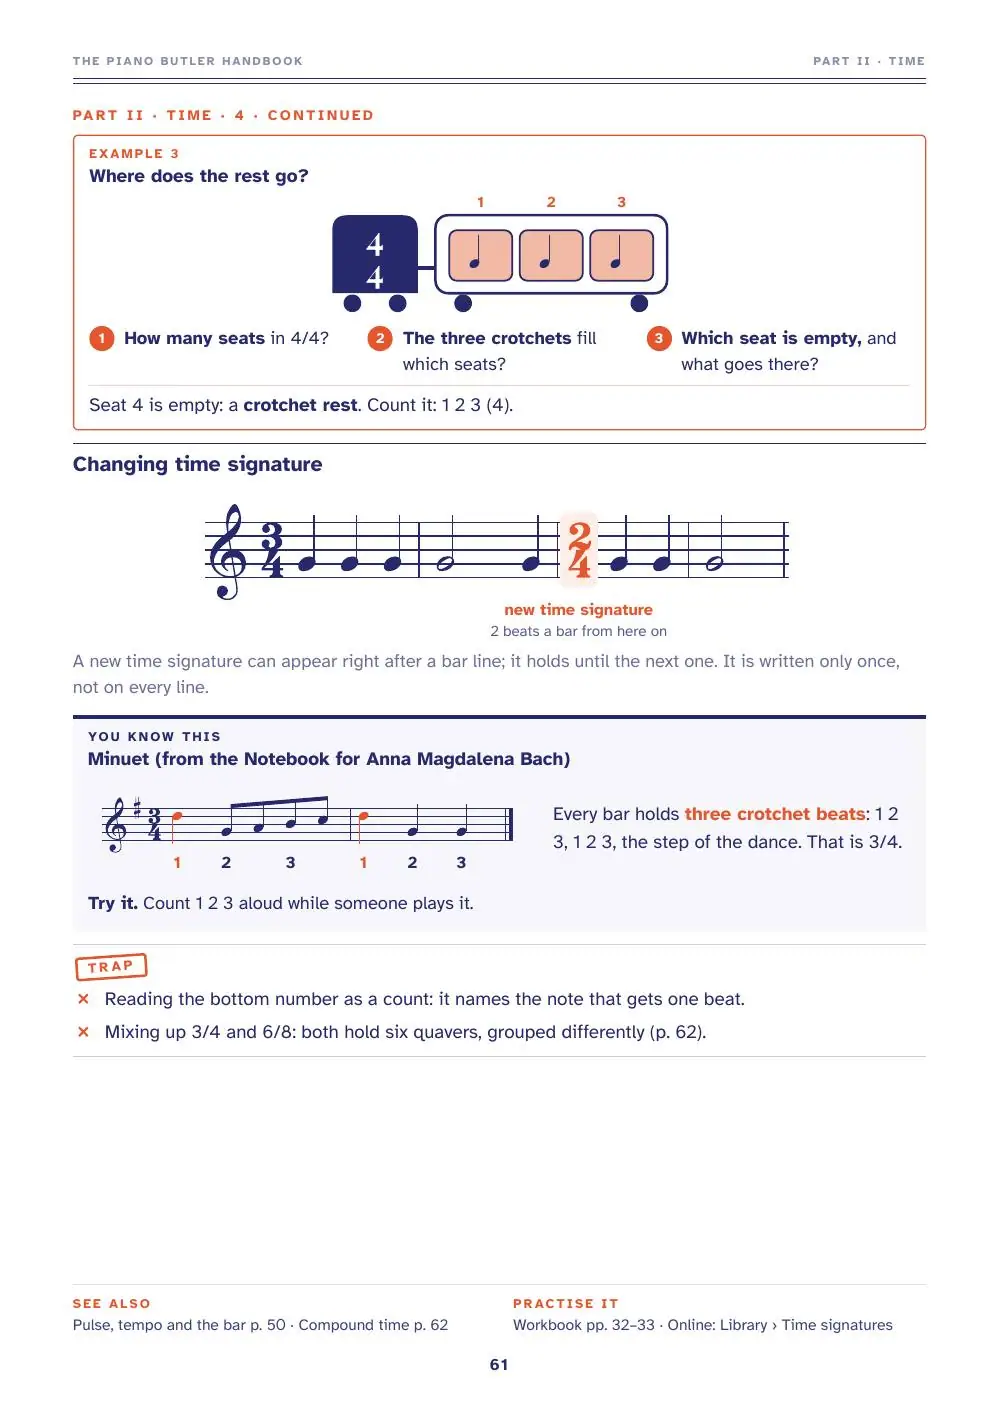 THE PIANO BUTLER HANDBOOK
PART II · TIME
PART II · TIME · 4 · CONTINUED
EXAMPLE 3
Where does the rest go?
1 2 3
4
4
1 How many seats in 4/4?
2 The three crotchets fill
which seats?
3 Which seat is empty, and
what goes there?
Seat 4 is empty: a crotchet rest. Count it: 1 2 3 (4).
Changing time signature
3
4
2
4
new time signature
2 beats a bar from here on
A new time signature can appear right after a bar line; it holds until the next one. It is written only once,
not on every line.
YOU KNOW THIS
Minuet (from the Notebook for Anna Magdalena Bach)
3
4
1 2 3 1 2 3
Every bar holds three crotchet beats: 1 2
3, 1 2 3, the step of the dance. That is 3/4.
Try it. Count 1 2 3 aloud while someone plays it.
TRAP
× Reading the bottom number as a count: it names the note that gets one beat.
× Mixing up 3/4 and 6/8: both hold six quavers, grouped differently (p. 62).
SEE ALSO
Pulse, tempo and the bar p. 50 · Compound time p. 62
PRACTISE IT
Workbook pp. 32–33 · Online: Library › Time signatures
61